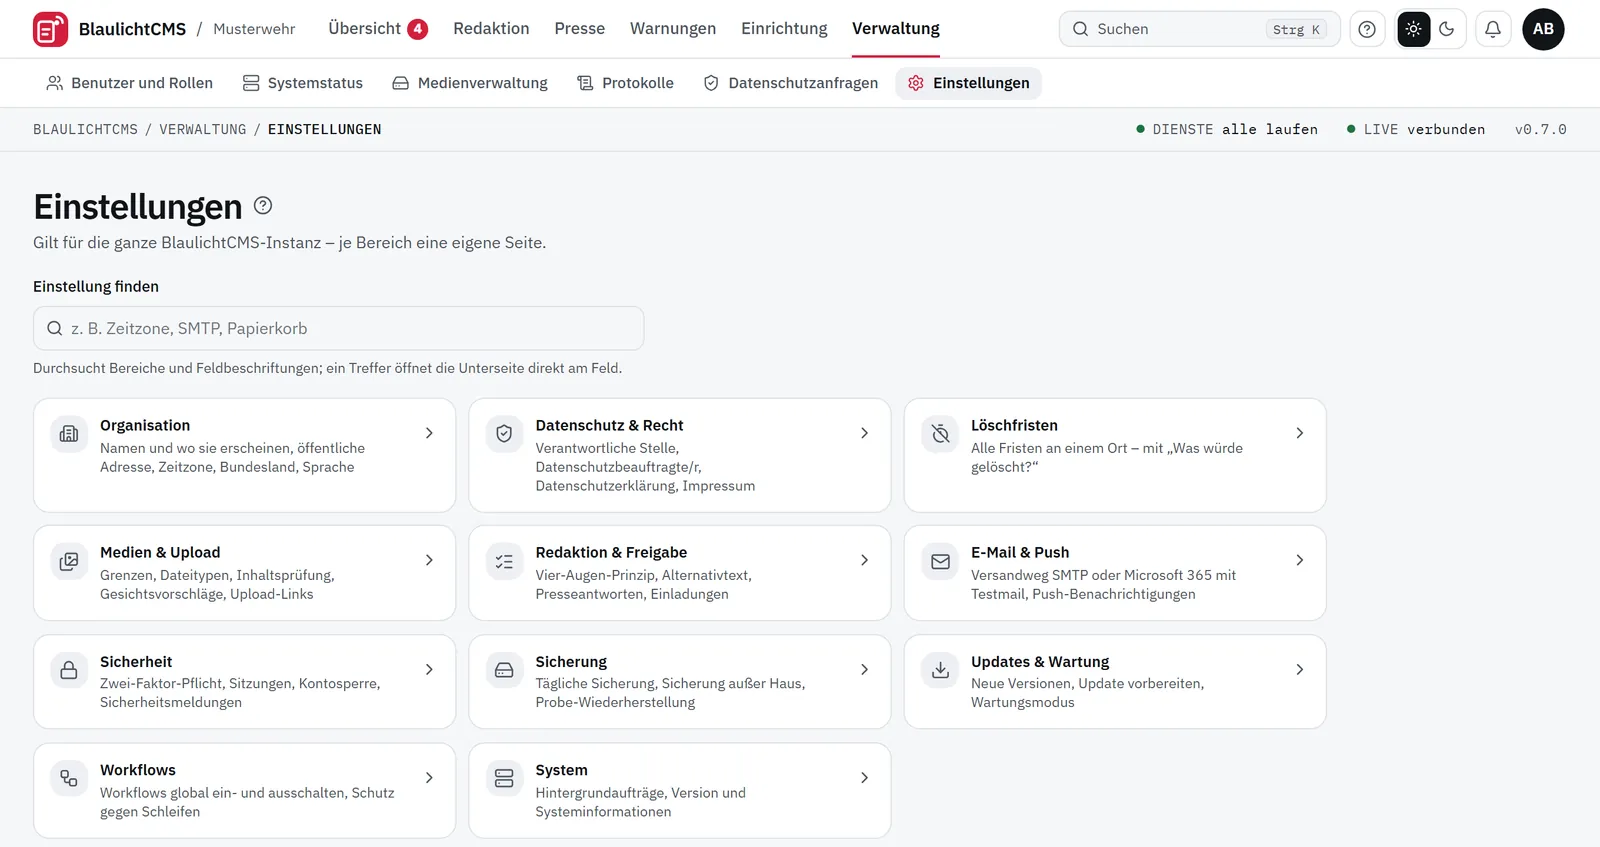 BlaulichtCMS / Musterwehr Übersicht 4 Redaktion Presse Warnungen Einrichtung Verwaltung Suchen Strg K AB
Benutzer und Rollen Systemstatus Medienverwaltung Protokolle Datenschutzanfragen Einstellungen
BLAULICHTCMS / VERWALTUNG / EINSTELLUNGEN DIENSTE alle laufen LIVE verbunden v0.7.0
Einstellungen
Gilt für die ganze BlaulichtCMS-Instanz – je Bereich eine eigene Seite.
Einstellung finden
z. B. Zeitzone, SMTP, Papierkorb
Durchsucht Bereiche und Feldbeschriftungen; ein Treffer öffnet die Unterseite direkt am Feld.
Organisation
Namen und wo sie erscheinen, öffentliche
Adresse, Zeitzone, Bundesland, Sprache
Datenschutz & Recht
Verantwortliche Stelle,
Datenschutzbeauftragte/r,
Datenschutzerklärung, Impressum
Löschfristen
Alle Fristen an einem Ort – mit „Was würde
gelöscht?“
Medien & Upload
Grenzen, Dateitypen, Inhaltsprüfung,
Gesichtsvorschläge, Upload-Links
Redaktion & Freigabe
Vier-Augen-Prinzip, Alternativtext,
Presseantworten, Einladungen
E-Mail & Push
Versandweg SMTP oder Microsoft 365 mit
Testmail, Push-Benachrichtigungen
Sicherheit
Zwei-Faktor-Pflicht, Sitzungen, Kontosperre,
Sicherheitsmeldungen
Sicherung
Tägliche Sicherung, Sicherung außer Haus,
Probe-Wiederherstellung
Updates & Wartung
Neue Versionen, Update vorbereiten,
Wartungsmodus
Workflows
Workflows global ein- und ausschalten, Schutz
gegen Schleifen
System
Hintergrundaufträge, Version und
Systeminformationen